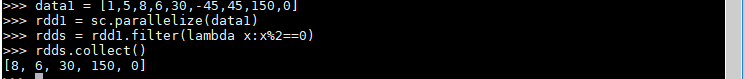 >>> data1 = [1,5,8,6,30,-45,45,150,0]
>>> rdd1 = sc.parallelize(data1)
>>> rdds = rdd1.filter(lambda x:x%2==0)
>>> rdds.collect()
[8, 6, 30, 150, 0]
>>>